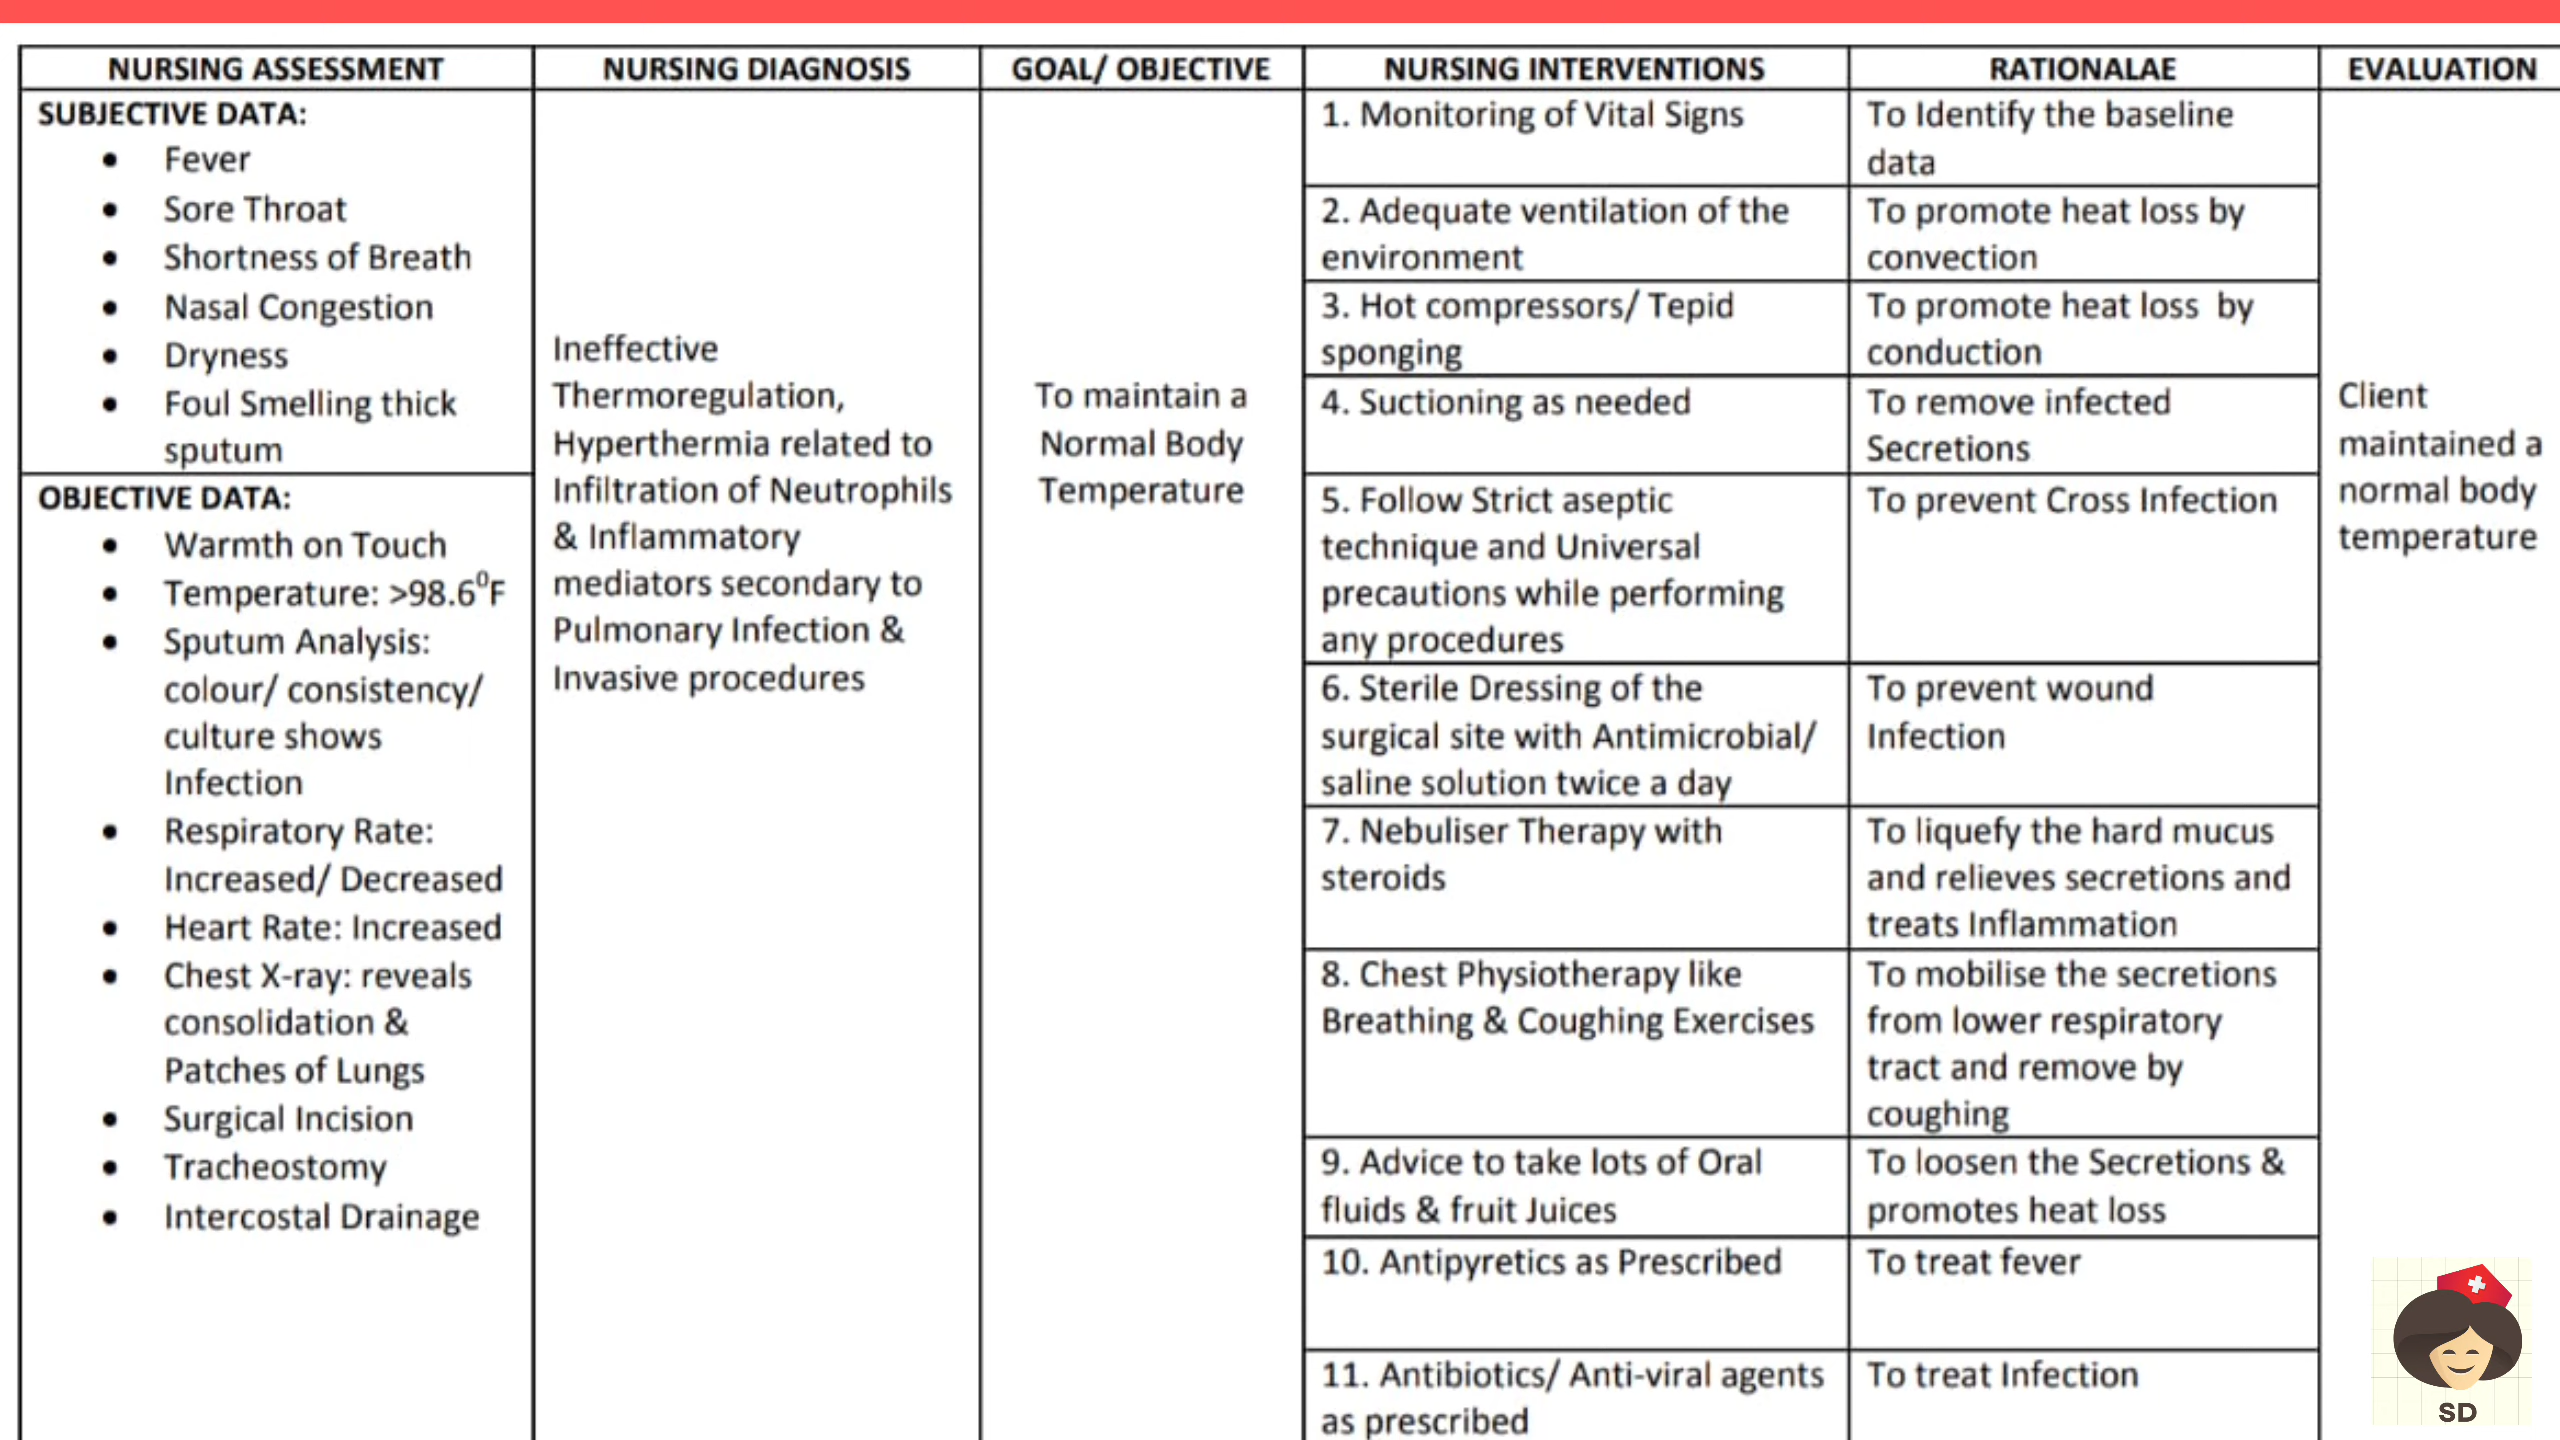 NURSING ASSESSMENT
NURSING DIAGNOSIS
GOAL/ OBJECTIVE
NURSING INTERVENTIONS
RATIONALAE
EVALUATION
SUBJECTIVE DATA:
• Fever
• Sore Throat
• Shortness of Breath
• Nasal Congestion
• Dryness
• Foul Smelling thick
sputum
OBJECTIVE DATA:
• Warmth on Touch
• Temperature: >98.6⁰F
• Sputum Analysis:
colour/ consistency/
culture shows
Infection
• Respiratory Rate:
Increased/ Decreased
• Heart Rate: Increased
• Chest X-ray: reveals
consolidation &
Patches of Lungs
• Surgical Incision
• Tracheostomy
• Intercostal Drainage
Ineffective
Thermoregulation,
Hyperthermia related to
Infiltration of Neutrophils
& Inflammatory
mediators secondary to
Pulmonary Infection &
Invasive procedures
To maintain a
Normal Body
Temperature
1. Monitoring of Vital Signs
To Identify the baseline
data
2. Adequate ventilation of the
environment
To promote heat loss by
convection
3. Hot compressors/ Tepid
sponging
To promote heat loss by
conduction
4. Suctioning as needed
To remove infected
Secretions
5. Follow Strict aseptic
technique and Universal
precautions while performing
any procedures
To prevent Cross Infection
6. Sterile Dressing of the
surgical site with Antimicrobial/
saline solution twice a day
To prevent wound
Infection
7. Nebuliser Therapy with
steroids
To liquefy the hard mucus
and relieves secretions and
treats Inflammation
8. Chest Physiotherapy like
Breathing & Coughing Exercises
To mobilise the secretions
from lower respiratory
tract and remove by
coughing
9. Advice to take lots of Oral
fluids & fruit Juices
To loosen the Secretions &
promotes heat loss
10. Antipyretics as Prescribed
To treat fever
11. Antibiotics/ Anti-viral agents
as prescribed
To treat Infection
Client
maintained a
normal body
temperature
SD